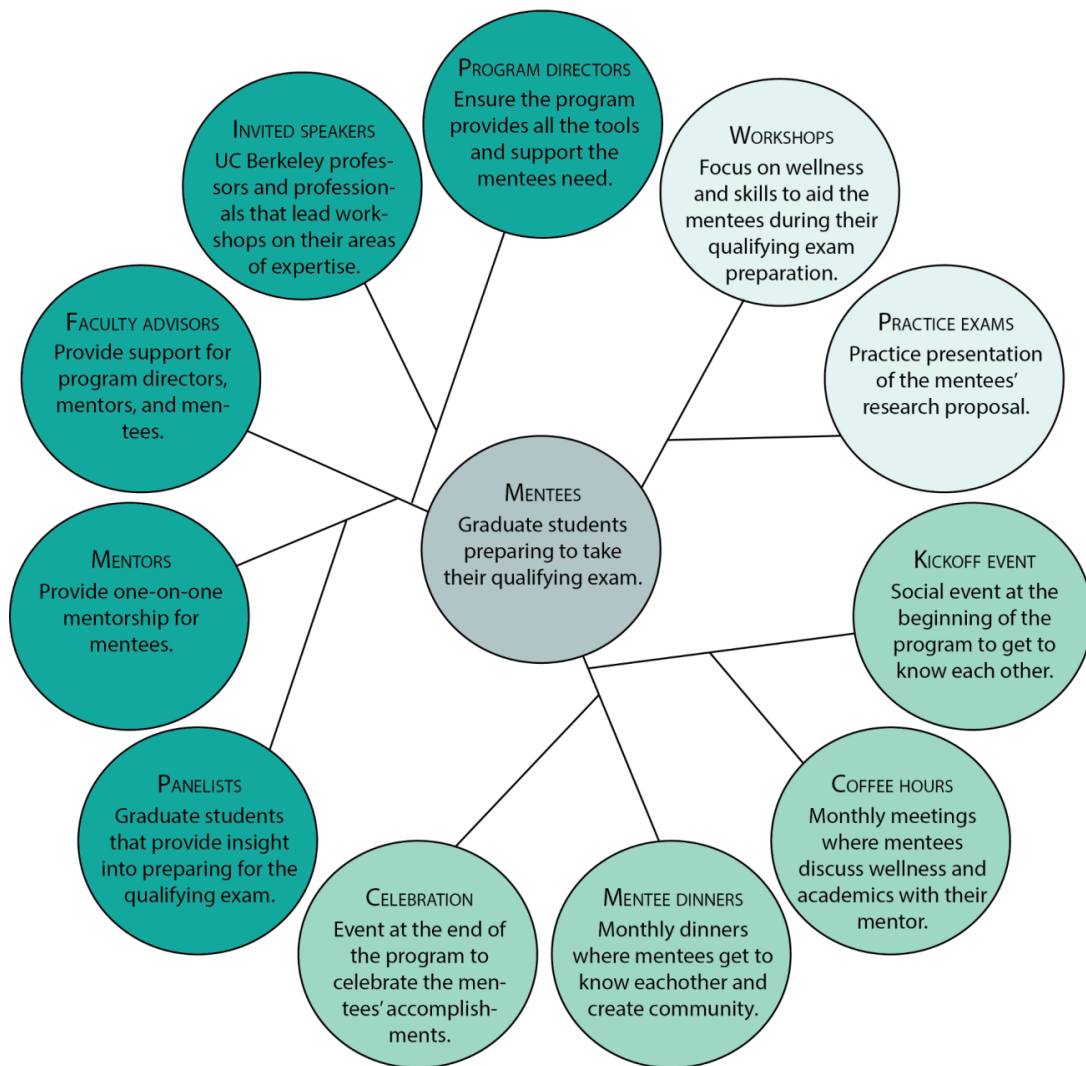 PROGRAM DIRECTORS
Ensure the program
provides all the tools
and support the
mentees need.
WORKSHOPS
Focus on wellness
and skills to aid the
mentees during their
qualifying exam
preparation.
PRACTICE EXAMS
Practice presentation
of the mentees'
research proposal.
KICKOFF EVENT
Social event at the
beginning of the
program to get to
know each other.
COFFEE HOURS
Monthly meetings
where mentees
discuss wellness and
academics with their
mentor.
MENTEE DINNERS
Monthly dinners
where mentees get to
know eachother and
create community.
CELEBRATION
Event at the end of
the program to
celebrate the men-
tees' accomplish-
ments.
PANELISTS
Graduate students
that provide insight
into preparing for the
qualifying exam.
MENTORS
Provide one-on-one
mentorship for
mentees.
FACULTY ADVISORS
Provide support for
program directors,
mentors, and men-
tees.
INVITED SPEAKERS
UC Berkeley profes-
sors and profession-
als that lead work-
shops on their areas
of expertise.
MENTEES
Graduate students
preparing to take
their qualifying exam.